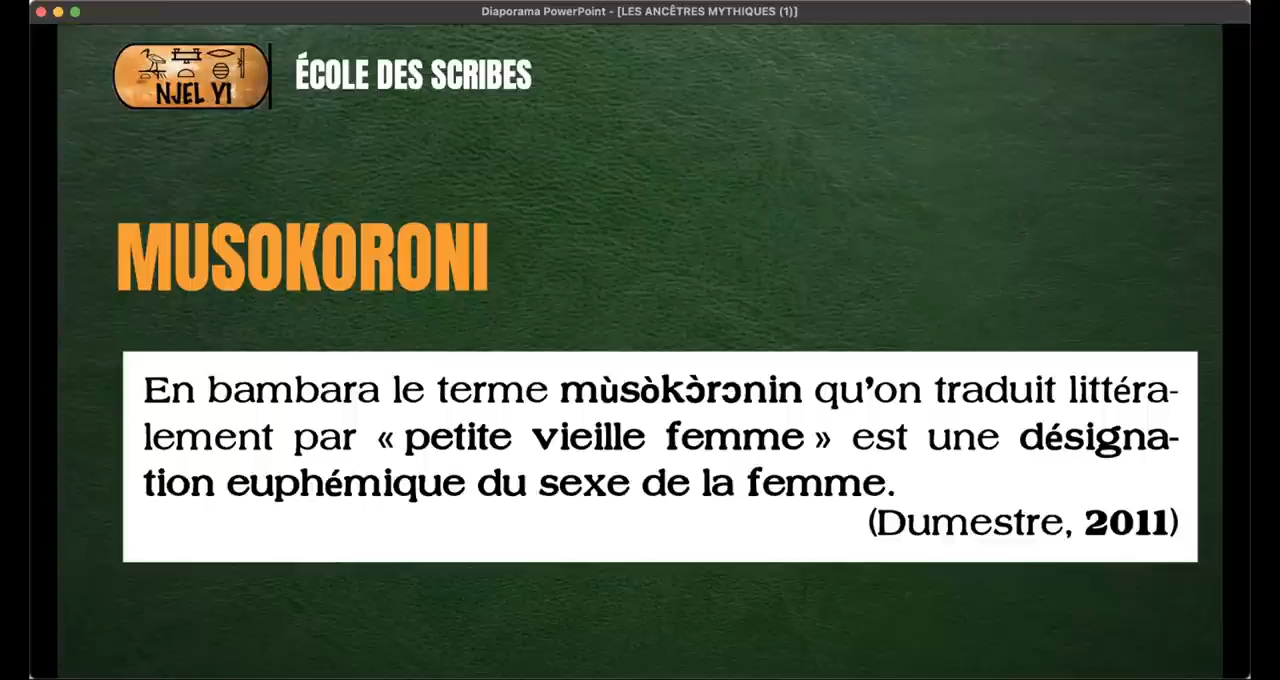 Diaporama PowerPoint - [LES ANCÊTRES MYTHIQUES (1)]
NJEL YI
ÉCOLE DES SCRIBES
MUSOKORONI
En bambara le terme mùsòkɔ̀rɔnin qu’on traduit littéra-
lement par « petite vieille femme » est une désigna-
tion euphémique du sexe de la femme.
(Dumestre, 2011)